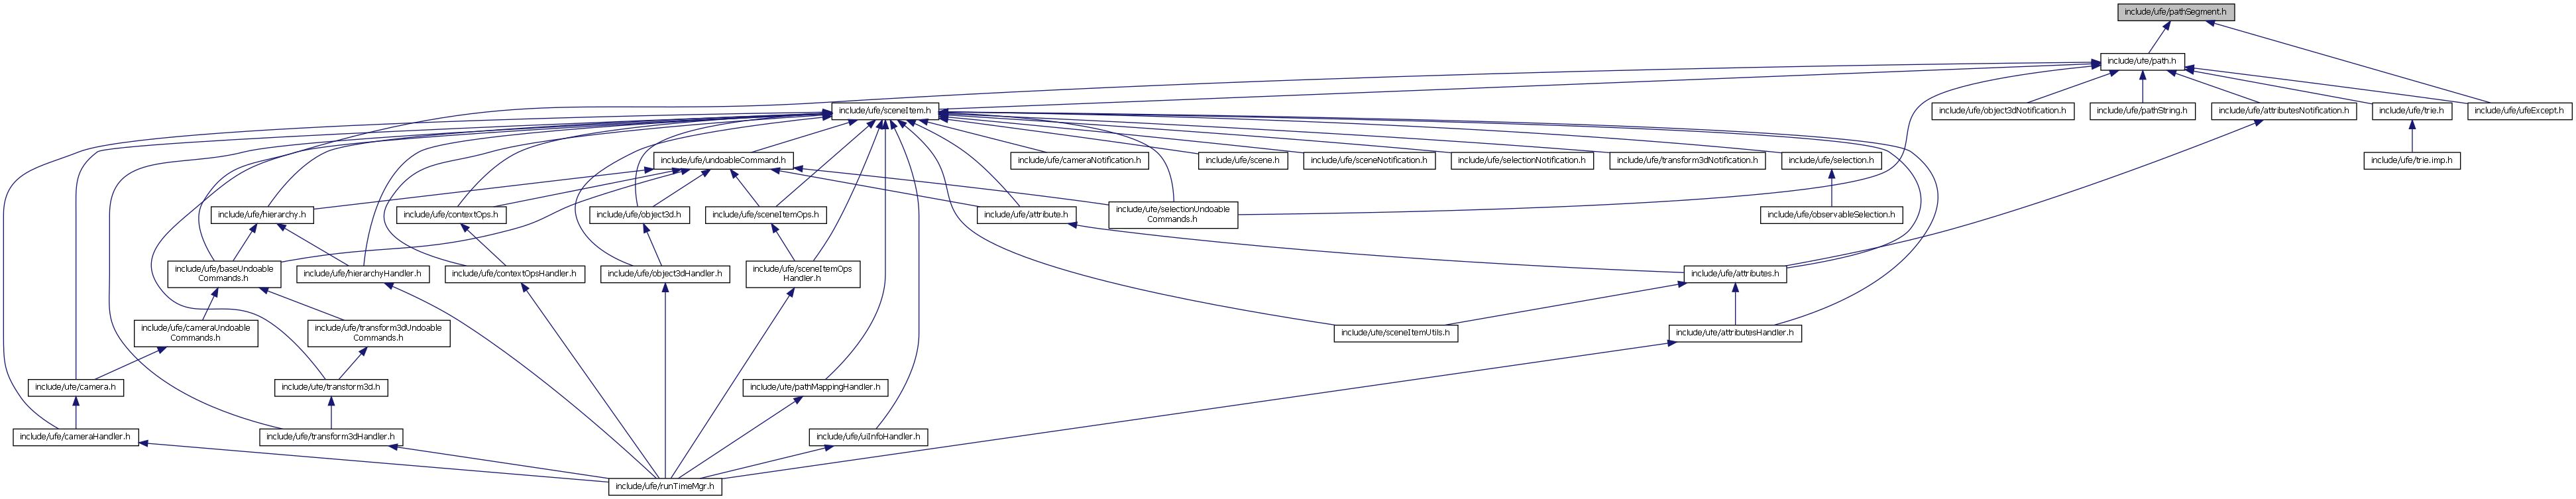 include/ufe/pathSegment.h
include/ufe/path.h
include/ufe/sceneItem.h
include/ufe/object3dNotification.h
include/ufe/pathString.h
include/ufe/attributesNotification.h
include/ufe/trie.h
include/ufe/ufeExcept.h
include/ufe/undoableCommand.h
include/ufe/cameraNotification.h
include/ufe/scene.h
include/ufe/sceneNotification.h
include/ufe/selectionNotification.h
include/ufe/transform3dNotification.h
include/ufe/selection.h
include/ufe/trie.imp.h
include/ufe/hierarchy.h
include/ufe/contextOps.h
include/ufe/object3d.h
include/ufe/sceneItemOps.h
include/ufe/attribute.h
include/ufe/selectionUndoable
Commands.h
include/ufe/observableSelection.h
include/ufe/baseUndoable
Commands.h
include/ufe/hierarchyHandler.h
include/ufe/contextOpsHandler.h
include/ufe/object3dHandler.h
include/ufe/sceneItemOps
Handler.h
include/ufe/attributes.h
include/ufe/cameraUndoable
Commands.h
include/ufe/transform3dUndoable
Commands.h
include/ufe/sceneItemUtils.h
include/ufe/attributesHandler.h
include/ufe/camera.h
include/ufe/transform3d.h
include/ufe/pathMappingHandler.h
include/ufe/cameraHandler.h
include/ufe/transform3dHandler.h
include/ufe/uiInfoHandler.h
include/ufe/runTimeMgr.h